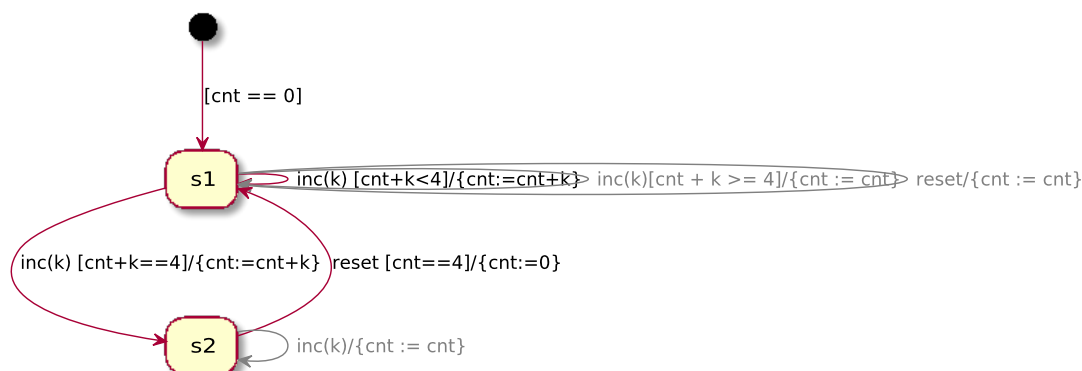 [cnt == 0]
s1
inc(k) [cnt+k<4]/{cnt:=cnt+k}
inc(k)[cnt + k >= 4]/{cnt := cnt}
reset/{cnt := cnt}
inc(k) [cnt+k==4]/{cnt:=cnt+k}
reset [cnt==4]/{cnt:=0}
s2
inc(k)/{cnt := cnt}